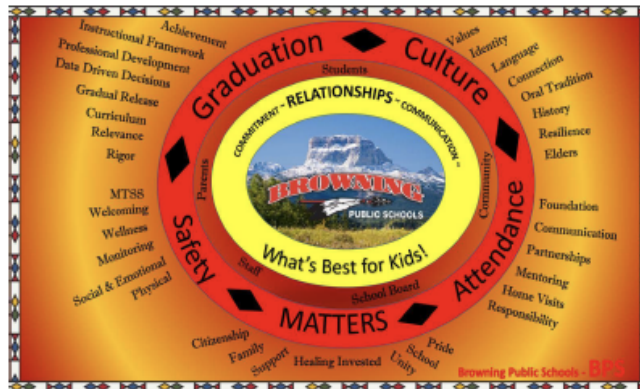 Achievement
Instructional Framework
Professional Development
Data Driven Decisions
Gradual Release
Curriculum
Relevance
Rigor
MTSS
Welcoming
Wellness
Monitoring
Social & Emotional
Physical
Graduation
Culture
Attendance
MATTERS
Safety
Students
Community
School Board
Staff
Parents
COMMITMENT ~ RELATIONSHIPS ~ COMMUNICATION ~
BROWNING
PUBLIC SCHOOLS
What's Best for Kids!
Values
Identity
Language
Connection
Oral Tradition
History
Resilience
Elders
Foundation
Communication
Partnerships
Mentoring
Home Visits
Responsibility
Citizenship
Family
Support
Healing Invested
Unity
School
Pride
Browning Public Schools - BPS